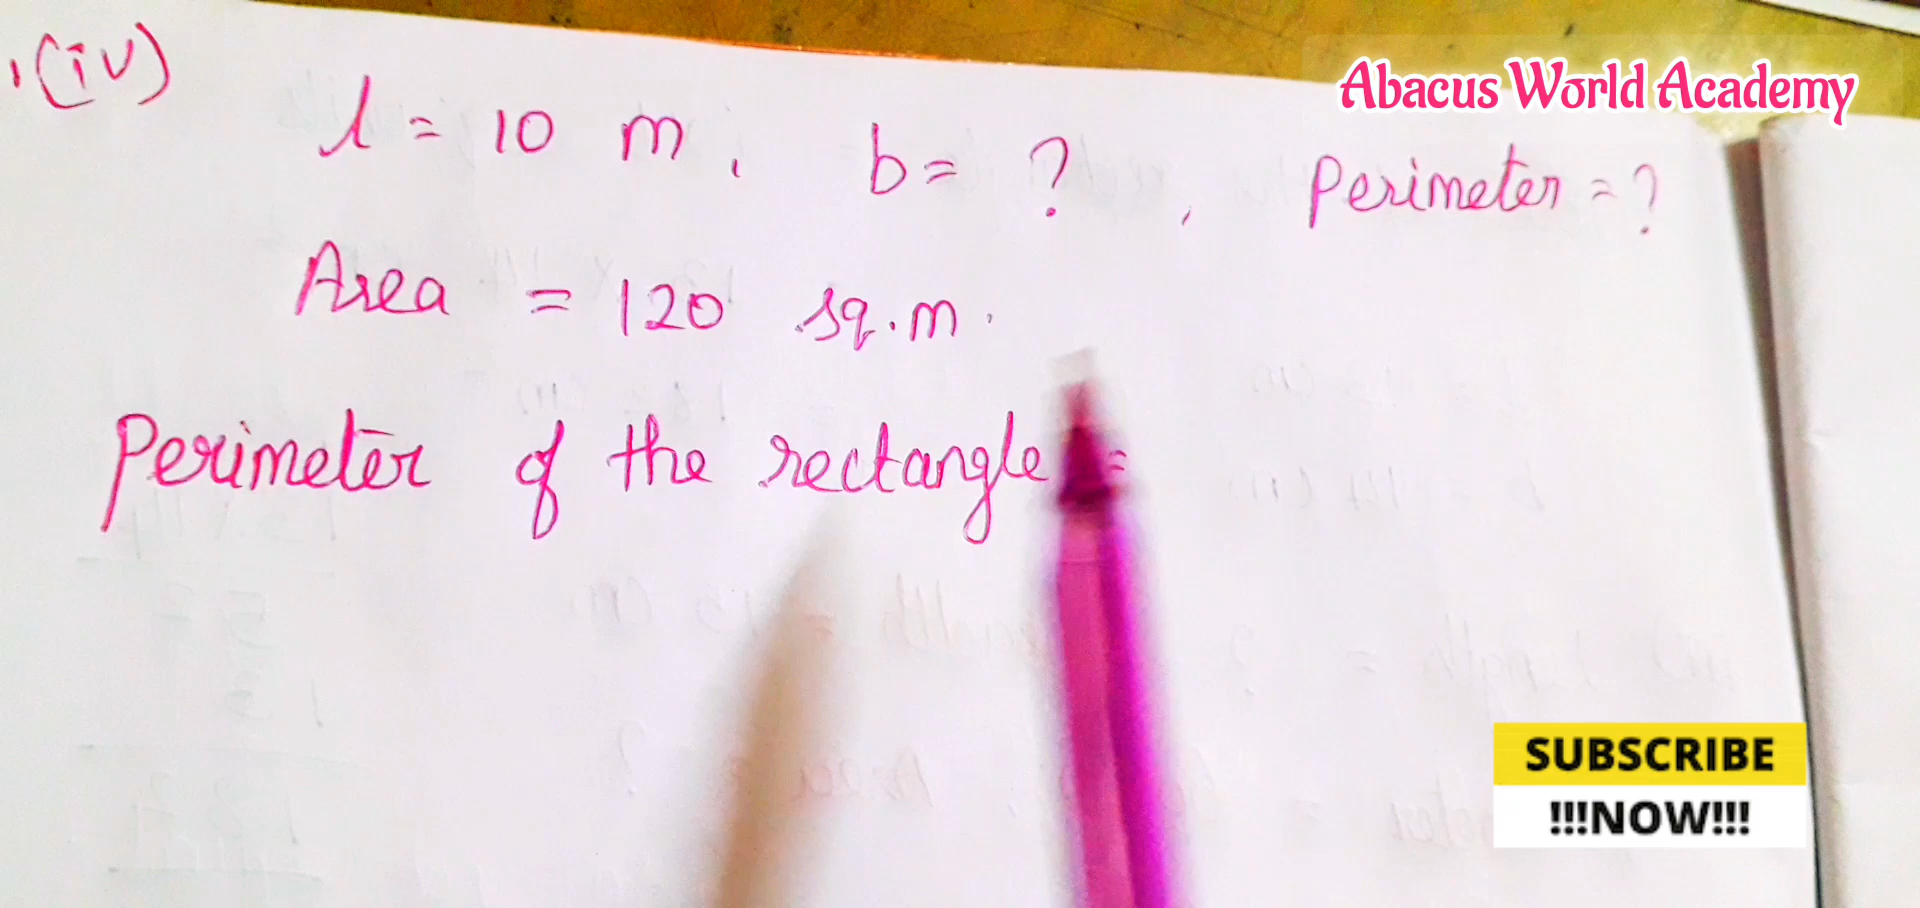 (iv)
l = 10 m, b = ?, Perimeter = ?
Abacus World Academy
Area = 120 sq.m.
Perimeter of the rectangle =
SUBSCRIBE
!!!NOW!!!